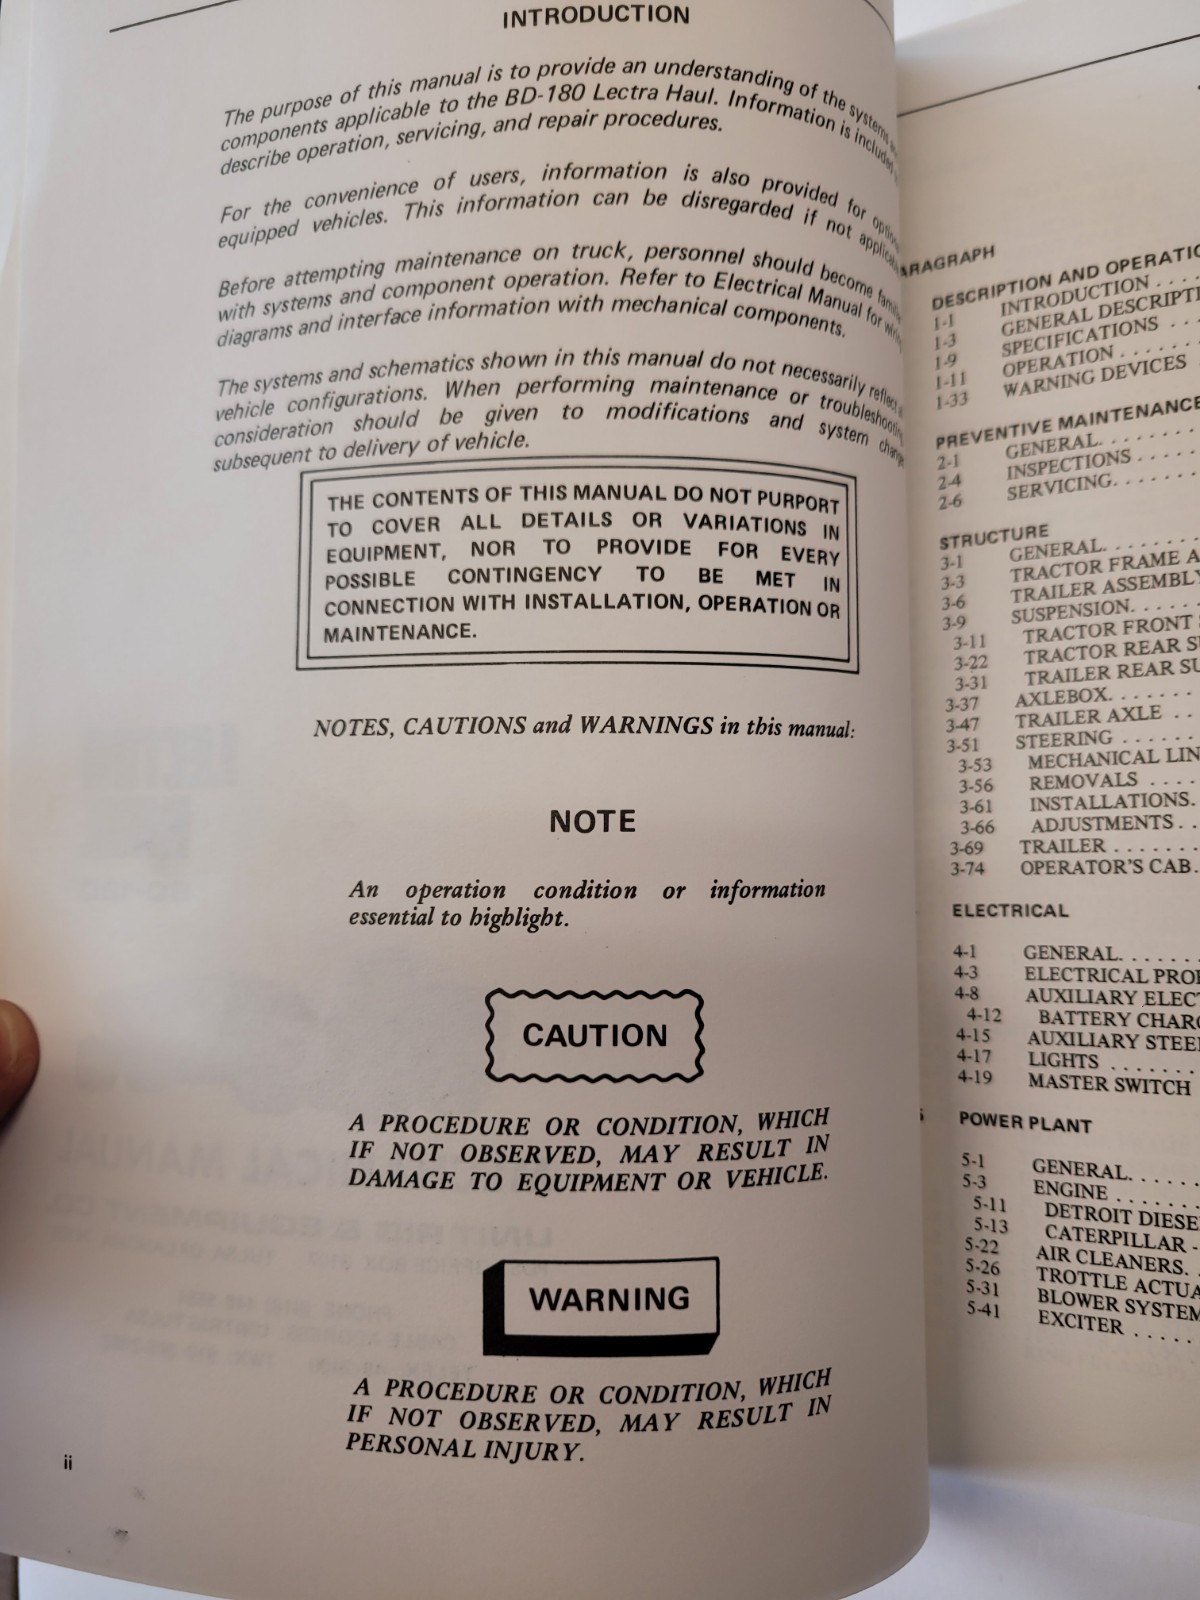 INTRODUCTION
The purpose of this manual is to provide an understanding of the systems
components applicable to the BD-180 Lectra Haul. Information is included
describe operation, servicing, and repair procedures.
For the convenience of users, information is also provided for
equipped vehicles. This information can be disregarded if not
Before attempting maintenance on truck, personnel should become
with systems and component operation. Refer to Electrical Manual for
diagrams and interface information with mechanical components.
The systems and schematics shown in this manual do not necessarily reflect
vehicle configurations. When performing maintenance or
consideration should be given to modifications and system
subsequent to delivery of vehicle.
THE CONTENTS OF THIS MANUAL DO NOT PURPORT
TO COVER ALL DETAILS OR VARIATIONS IN
EQUIPMENT, NOR TO PROVIDE FOR EVERY
POSSIBLE CONTINGENCY TO BE MET IN
CONNECTION WITH INSTALLATION, OPERATION OR
MAINTENANCE.
NOTES, CAUTIONS and WARNINGS in this manual:
NOTE
An operation condition or information
essential to highlight.
CAUTION
A PROCEDURE OR CONDITION, WHICH
IF NOT OBSERVED, MAY RESULT IN
DAMAGE TO EQUIPMENT OR VEHICLE.
WARNING
A PROCEDURE OR CONDITION, WHICH
IF NOT OBSERVED, MAY RESULT IN
PERSONAL INJURY.
ii
ARAGRAPH
DESCRIPTION AND OPERATIO
1-1 INTRODUCTION . . . .
1-3 GENERAL DESCRIPTI
1-9 SPECIFICATIONS . . .
1-11 OPERATION . . . . . . .
1-33 WARNING DEVICES
PREVENTIVE MAINTENANCE
2-1 GENERAL. . . . . . . . .
2-4 INSPECTIONS . . . . .
2-6 SERVICING. . . . . . . .
STRUCTURE
3-1 GENERAL. . . . . . . . .
3-3 TRACTOR FRAME A
3-6 TRAILER ASSEMBLY
3-9 SUSPENSION. . . . . .
3-11 TRACTOR FRONT S
3-22 TRACTOR REAR SU
3-31 TRAILER REAR SU
3-37 AXLEBOX. . . . . . . .
3-47 TRAILER AXLE . .
3-51 STEERING . . . . . . .
3-53 MECHANICAL LIN
3-56 REMOVALS . . . .
3-61 INSTALLATIONS.
3-66 ADJUSTMENTS . .
3-69 TRAILER . . . . . . . .
3-74 OPERATOR'S CAB.
ELECTRICAL
4-1 GENERAL. . . . . . .
4-3 ELECTRICAL PROP
4-8 AUXILIARY ELECT
4-12 BATTERY CHARG
4-15 AUXILIARY STEER
4-17 LIGHTS . . . . . . . .
4-19 MASTER SWITCH
POWER PLANT
5-1 GENERAL. . . . . . .
5-3 ENGINE . . . . . . . .
5-11 DETROIT DIESE
5-13 CATERPILLAR -
5-22 AIR CLEANERS. .
5-26 TROTTLE ACTUA
5-31 BLOWER SYSTEM
5-41 EXCITER . . . . .